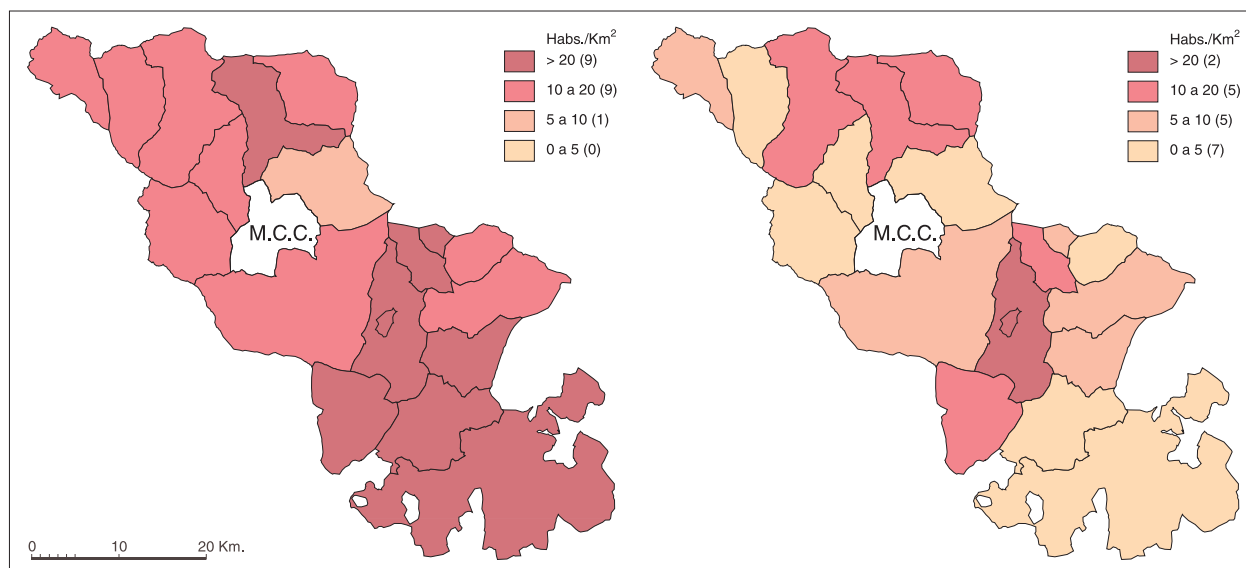 Habs./Km²
> 20 (9)
10 a 20 (9)
5 a 10 (1)
0 a 5 (0)
M.C.C.
0 10 20 Km.
Habs./Km²
> 20 (2)
10 a 20 (5)
5 a 10 (5)
0 a 5 (7)
M.C.C.